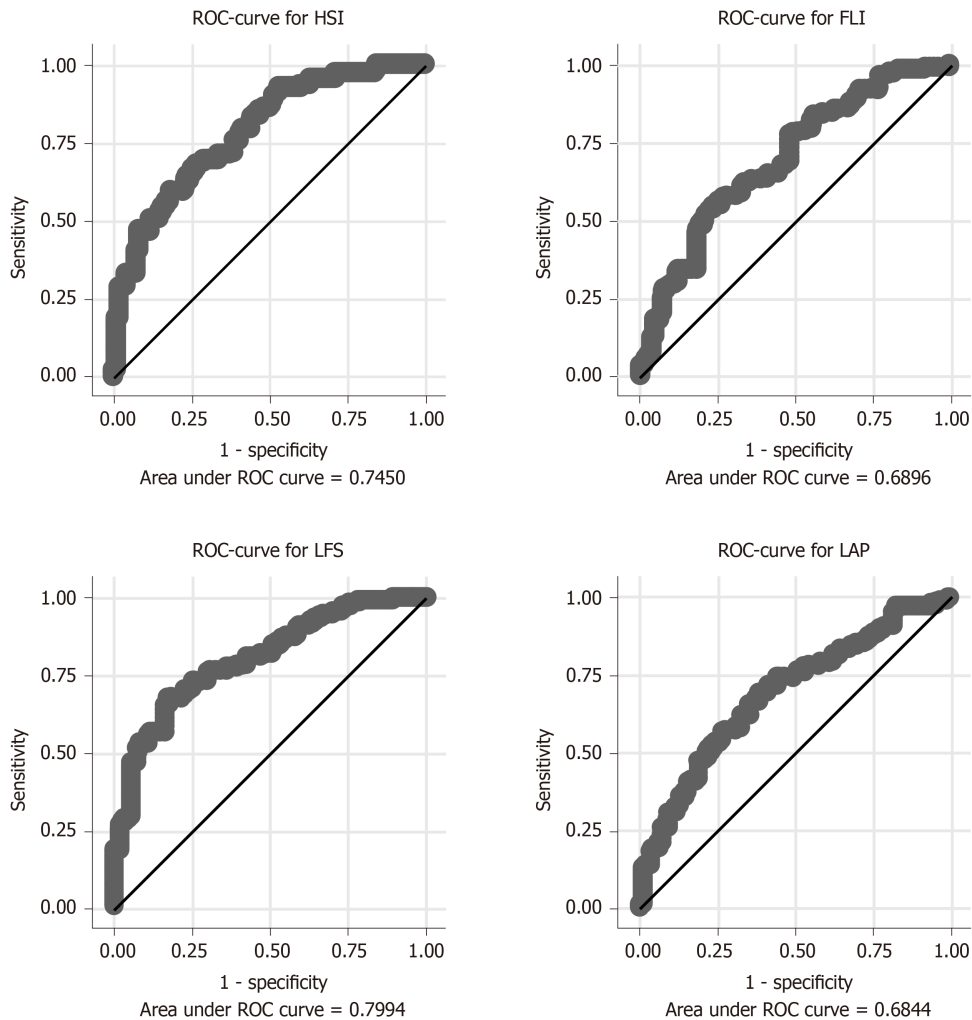 ROC-curve for HSI
1.00
0.75
0.50
0.25
0.00
Sensitivity
0.00 0.25 0.50 0.75 1.00
1 - specificity
Area under ROC curve = 0.7450
ROC-curve for FLI
1.00
0.75
0.50
0.25
0.00
Sensitivity
0.00 0.25 0.50 0.75 1.00
1 - specificity
Area under ROC curve = 0.6896
ROC-curve for LFS
1.00
0.75
0.50
0.25
0.00
Sensitivity
0.00 0.25 0.50 0.75 1.00
1 - specificity
Area under ROC curve = 0.7994
ROC-curve for LAP
1.00
0.75
0.50
0.25
0.00
Sensitivity
0.00 0.25 0.50 0.75 1.00
1 - specificity
Area under ROC curve = 0.6844